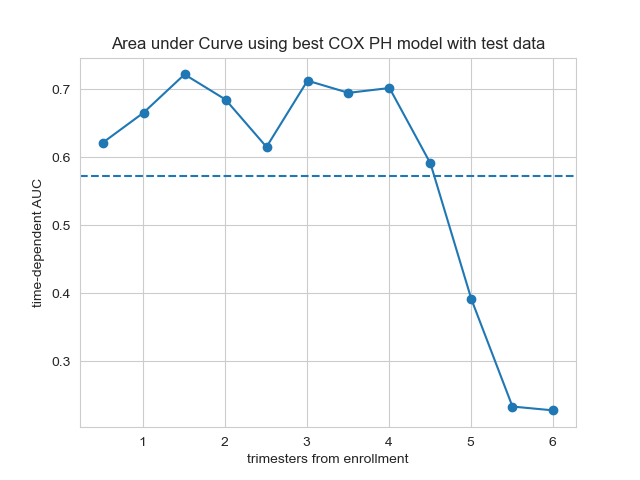 Area under Curve using best COX PH model with test data
time-dependent AUC
0.7
0.6
0.5
0.4
0.3
1 2 3 4 5 6
trimesters from enrollment